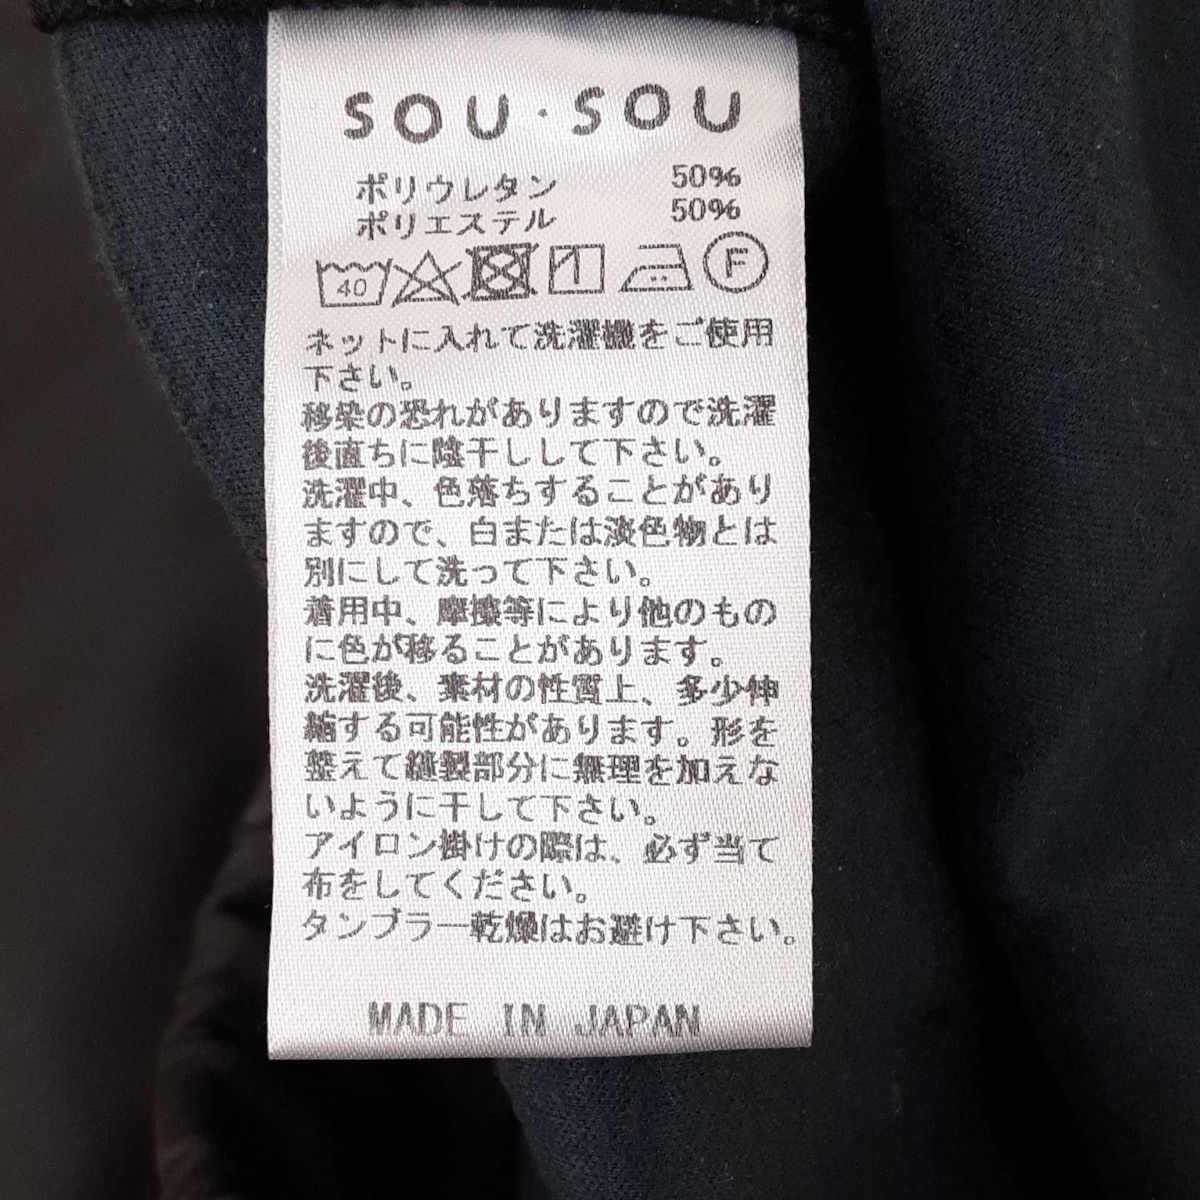 SOU・SOU
ポリウレタン 50%
ポリエステル 50%
40 F
ネットに入れて洗濯機をご使用
下さい。
移染の恐れがありますので洗濯
後直ちに陰干しして下さい。
洗濯中、色落ちすることがあり
ますので、白または淡色物とは
別にして洗って下さい。
着用中、摩擦等により他のもの
に色が移ることがあります。
洗濯後、素材の性質上、多少伸
縮する可能性があります。形を
整えて縫製部分に無理を加えな
いように干して下さい。
アイロン掛けの際は、必ず当て
布をしてください。
タンブラー乾燥はお避け下さい。
MADE IN JAPAN